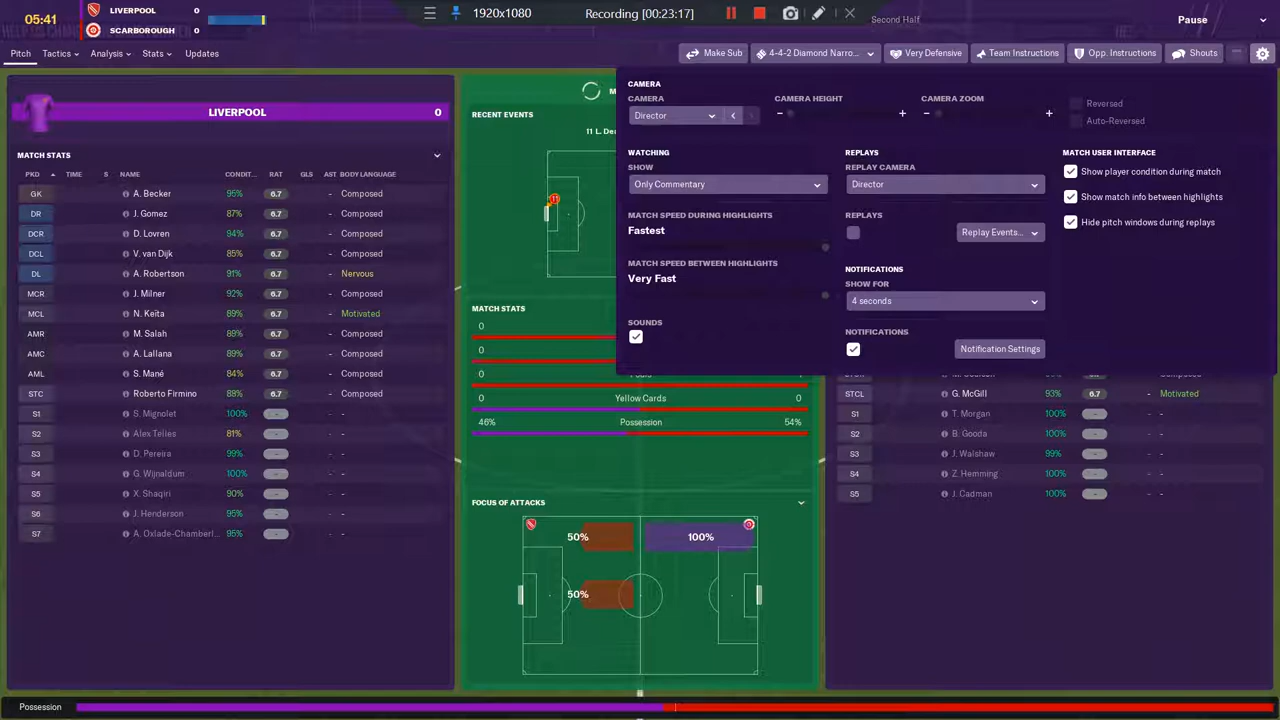 05:41
LIVERPOOL 0
SCARBOROUGH 0
1920x1080
Recording [00:23:17]
Second Half
Pause
Pitch Tactics Analysis Stats Updates
Make Sub 4-4-2 Diamond Narro... Very Defensive Team Instructions Opp. Instructions Shouts
LIVERPOOL 0
MATCH STATS
PKD TIME S NAME CONDIT... RAT GLS AST BODY LANGUAGE
GK A. Becker 95% 6.7 - Composed
DR J. Gomez 87% 6.7 - Composed
DCR D. Lovren 94% 6.7 - Composed
DCL V. van Dijk 85% 6.7 - Composed
DL A. Robertson 91% 6.7 - Nervous
MCR J. Milner 92% 6.7 - Composed
MCL N. Keita 89% 6.7 - Motivated
AMR M. Salah 89% 6.7 - Composed
AMC A. Lallana 89% 6.7 - Composed
AML S. Mané 84% 6.7 - Composed
STC Roberto Firmino 88% 6.7 - Composed
S1 S. Mignolet 100% - - -
S2 Alex Telles 81% - - -
S3 D. Pereira 99% - - -
S4 G. Wijnaldum 100% - - -
S5 X. Shaqiri 90% - - -
S6 J. Henderson 95% - - -
S7 A. Oxlade-Chamberl... 95% - - -
RECENT EVENTS
11
MATCH STATS
0
0
0
0 Yellow Cards 0
46% Possession 54%
FOCUS OF ATTACKS
50% 100%
50%
CAMERA
CAMERA CAMERA HEIGHT CAMERA ZOOM
Director - + - +
Reversed
Auto-Reversed
WATCHING
SHOW
Only Commentary
MATCH SPEED DURING HIGHLIGHTS
Fastest
MATCH SPEED BETWEEN HIGHLIGHTS
Very Fast
SOUNDS
REPLAYS
REPLAY CAMERA
Director
REPLAYS
Replay Events...
NOTIFICATIONS
SHOW FOR
4 seconds
NOTIFICATIONS
Notification Settings
MATCH USER INTERFACE
Show player condition during match
Show match info between highlights
Hide pitch windows during replays
STCL G. McGill 93% 6.7 - Motivated
S1 T. Morgan 100% - - -
S2 B. Gooda 100% - - -
S3 J. Walshaw 99% - - -
S4 Z. Hemming 100% - - -
S5 J. Cadman 100% - - -
Possession